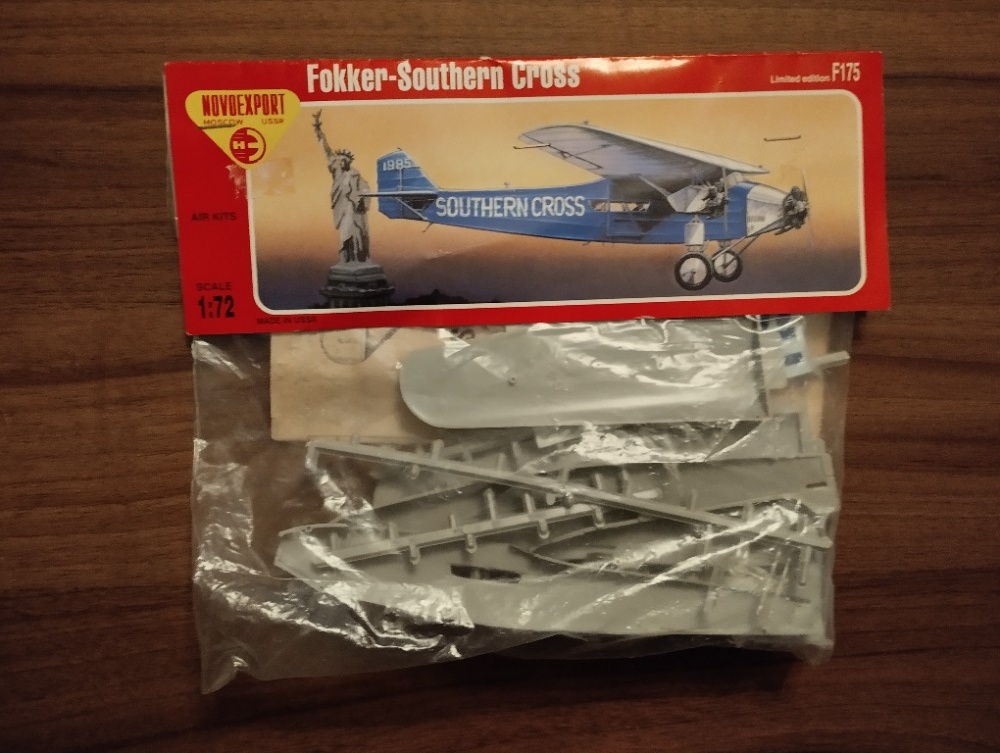 Fokker-Southern Cross
Limited edition F175
NOVOEXPORT
MOSCOW USSR
1985
SOUTHERN CROSS
AIR KITS
SCALE
1:72
MADE IN USSR